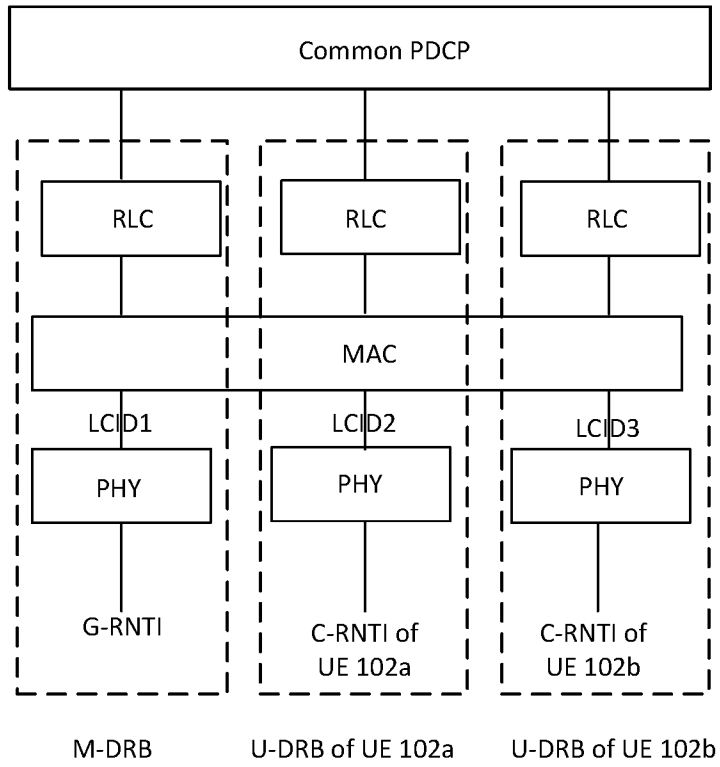 Common PDCP
RLC
RLC
RLC
MAC
LCID1
LCID2
LCID3
PHY
PHY
PHY
G-RNTI
C-RNTI of
UE 102a
C-RNTI of
UE 102b
M-DRB
U-DRB of UE 102a
U-DRB of UE 102b